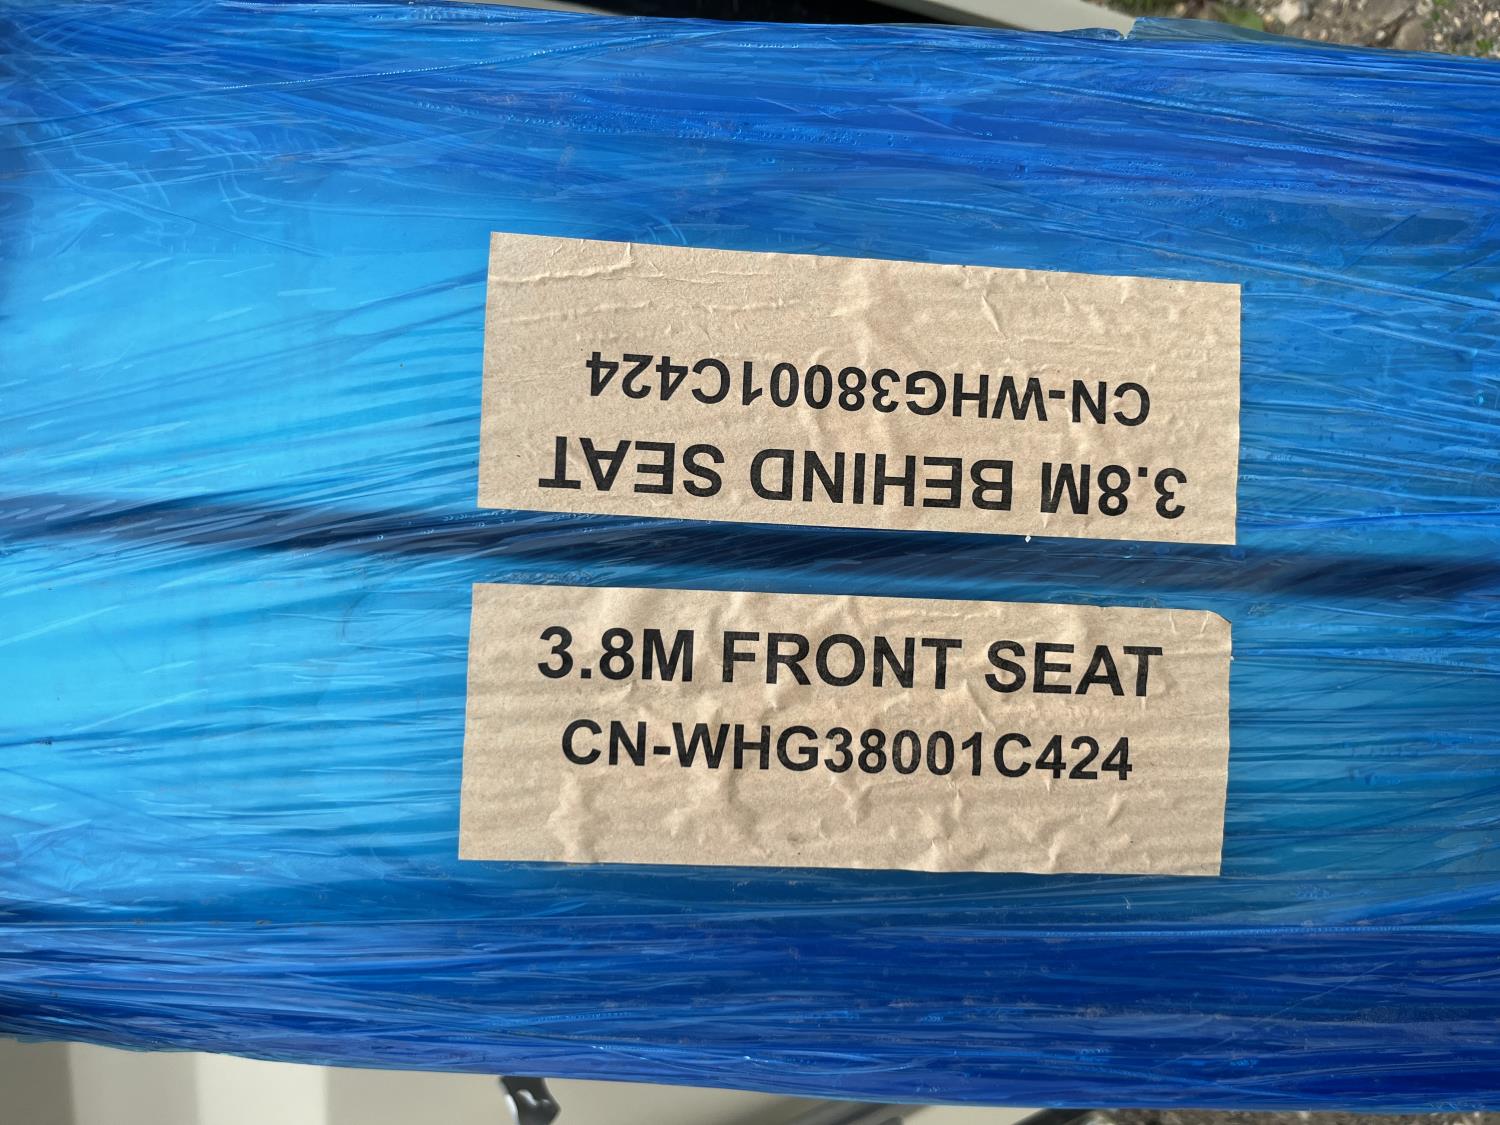 3.8M BEHIND SEAT
CN-WHG38001C424
3.8M FRONT SEAT
CN-WHG38001C424